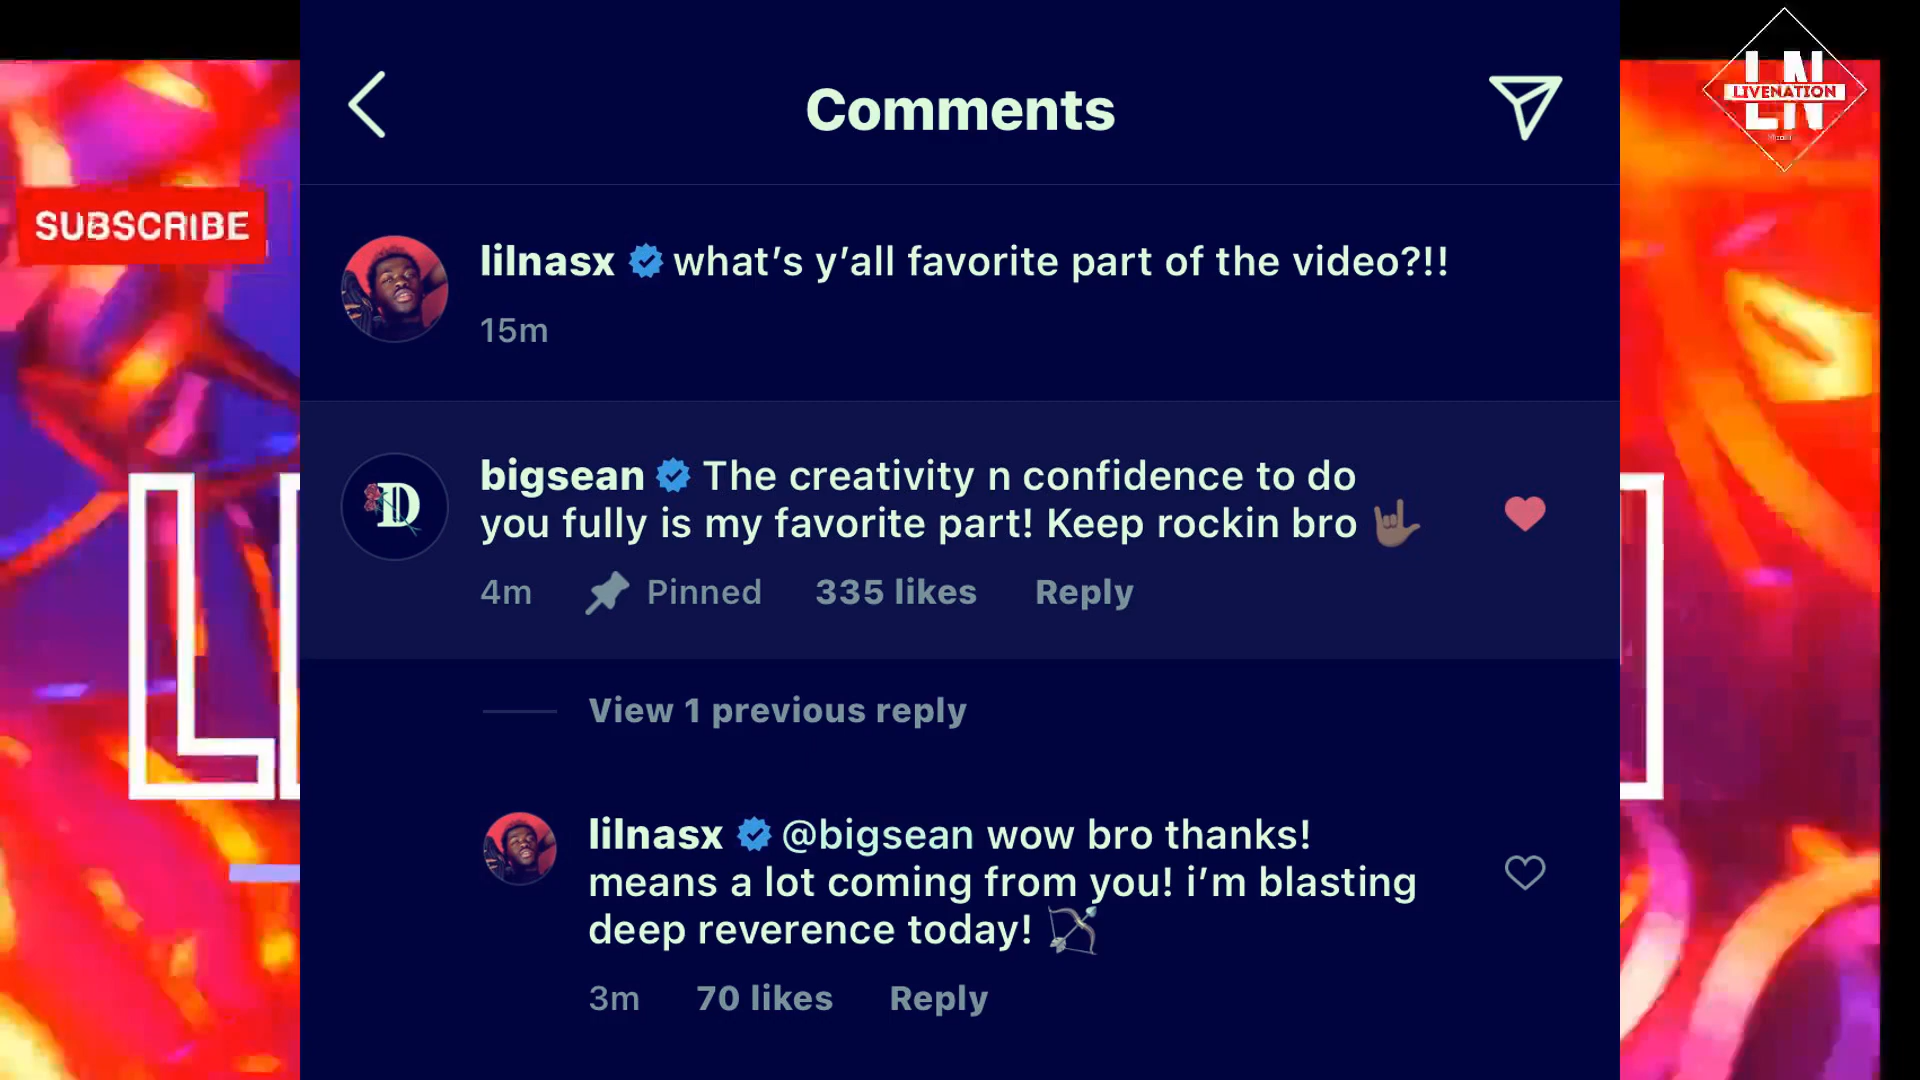 Comments
LN
LIVENATION
SUBSCRIBE
lilnasx what’s y’all favorite part of the video?!!
15m
bigsean The creativity n confidence to do
you fully is my favorite part! Keep rockin bro 🤟🏽
4m Pinned 335 likes Reply
View 1 previous reply
lilnasx @bigsean wow bro thanks!
means a lot coming from you! i’m blasting
deep reverence today! 🏹
3m 70 likes Reply
L